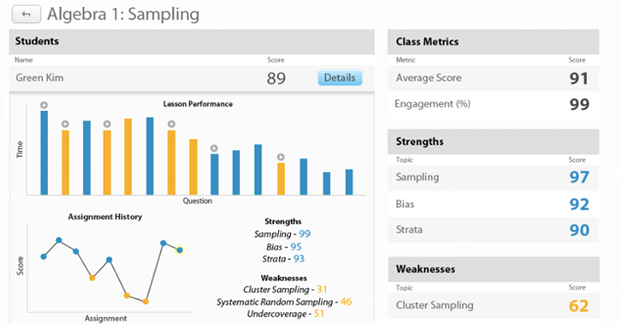 Algebra 1: Sampling
Students
Name Score
Green Kim 89 Details
Lesson Performance
Time
Question
Assignment History
Score
Assignment
Strengths
Sampling - 99
Bias - 95
Strata - 93
Weaknesses
Cluster Sampling - 31
Systematic Random Sampling - 46
Undercoverage - 51
Class Metrics
Metric Score
Average Score 91
Engagement (%) 99
Strengths
Topic Score
Sampling 97
Bias 92
Strata 90
Weaknesses
Topic Score
Cluster Sampling 62